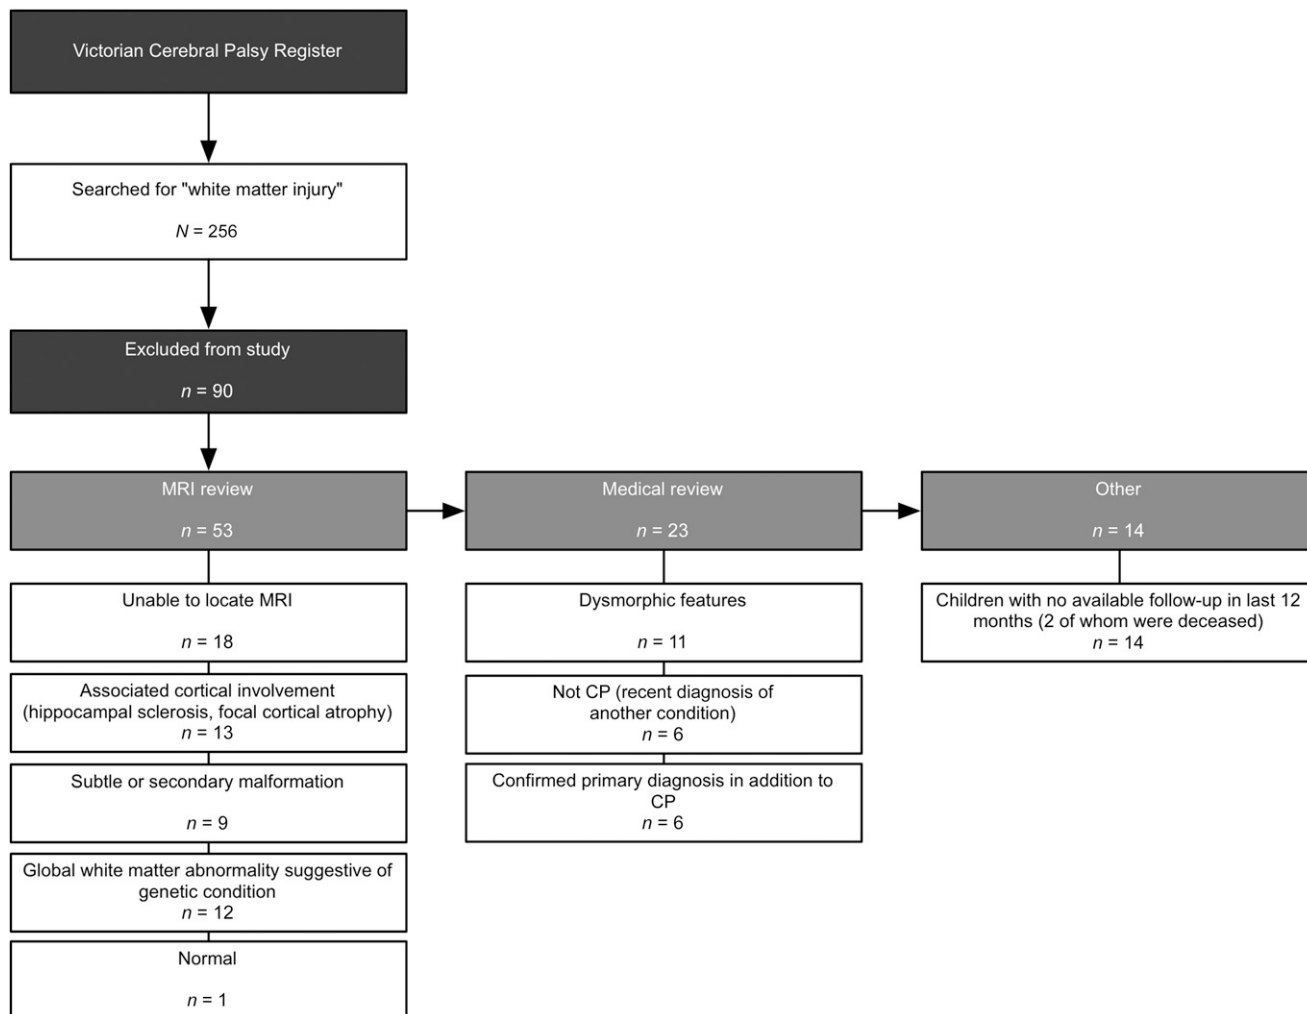 Victorian Cerebral Palsy Register
Searched for "white matter injury"
N = 256
Excluded from study
n = 90
MRI review
n = 53
Medical review
n = 23
Other
n = 14
Unable to locate MRI
n = 18
Associated cortical involvement
(hippocampal sclerosis, focal cortical atrophy)
n = 13
Subtle or secondary malformation
n = 9
Global white matter abnormality suggestive of
genetic condition
n = 12
Normal
n = 1
Dysmorphic features
n = 11
Not CP (recent diagnosis of
another condition)
n = 6
Confirmed primary diagnosis in addition to
CP
n = 6
Children with no available follow-up in last 12
months (2 of whom were deceased)
n = 14